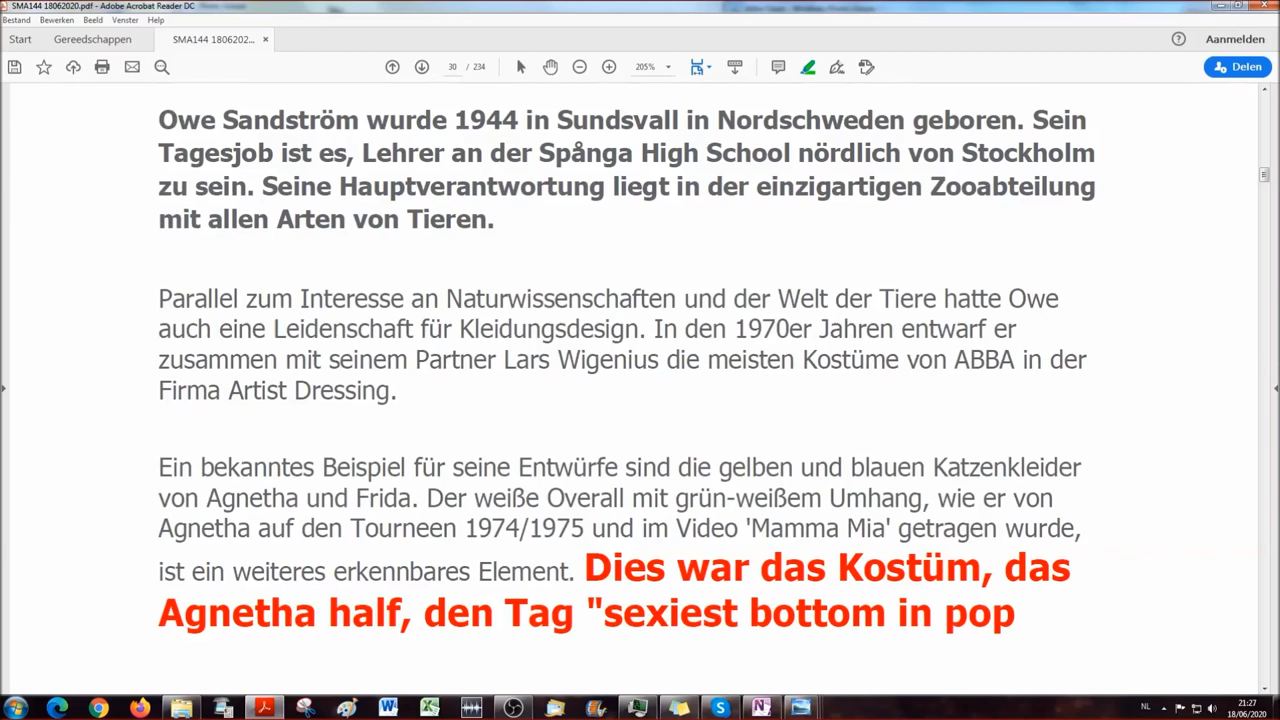 SMA144 18062020.pdf - Adobe Acrobat Reader DC
Bestand Bewerken Beeld Venster Help
Start Gereedschappen SMA144 1806202... × Aanmelden
30 / 234 205% Delen
Owe Sandström wurde 1944 in Sundsvall in Nordschweden geboren. Sein
Tagesjob ist es, Lehrer an der Spånga High School nördlich von Stockholm
zu sein. Seine Hauptverantwortung liegt in der einzigartigen Zooabteilung
mit allen Arten von Tieren.
Parallel zum Interesse an Naturwissenschaften und der Welt der Tiere hatte Owe
auch eine Leidenschaft für Kleidungsdesign. In den 1970er Jahren entwarf er
zusammen mit seinem Partner Lars Wigenius die meisten Kostüme von ABBA in der
Firma Artist Dressing.
Ein bekanntes Beispiel für seine Entwürfe sind die gelben und blauen Katzenkleider
von Agnetha und Frida. Der weiße Overall mit grün-weißem Umhang, wie er von
Agnetha auf den Tourneen 1974/1975 und im Video 'Mamma Mia' getragen wurde,
ist ein weiteres erkennbares Element. Dies war das Kostüm, das
Agnetha half, den Tag "sexiest bottom in pop
NL 21:27
18/06/2020